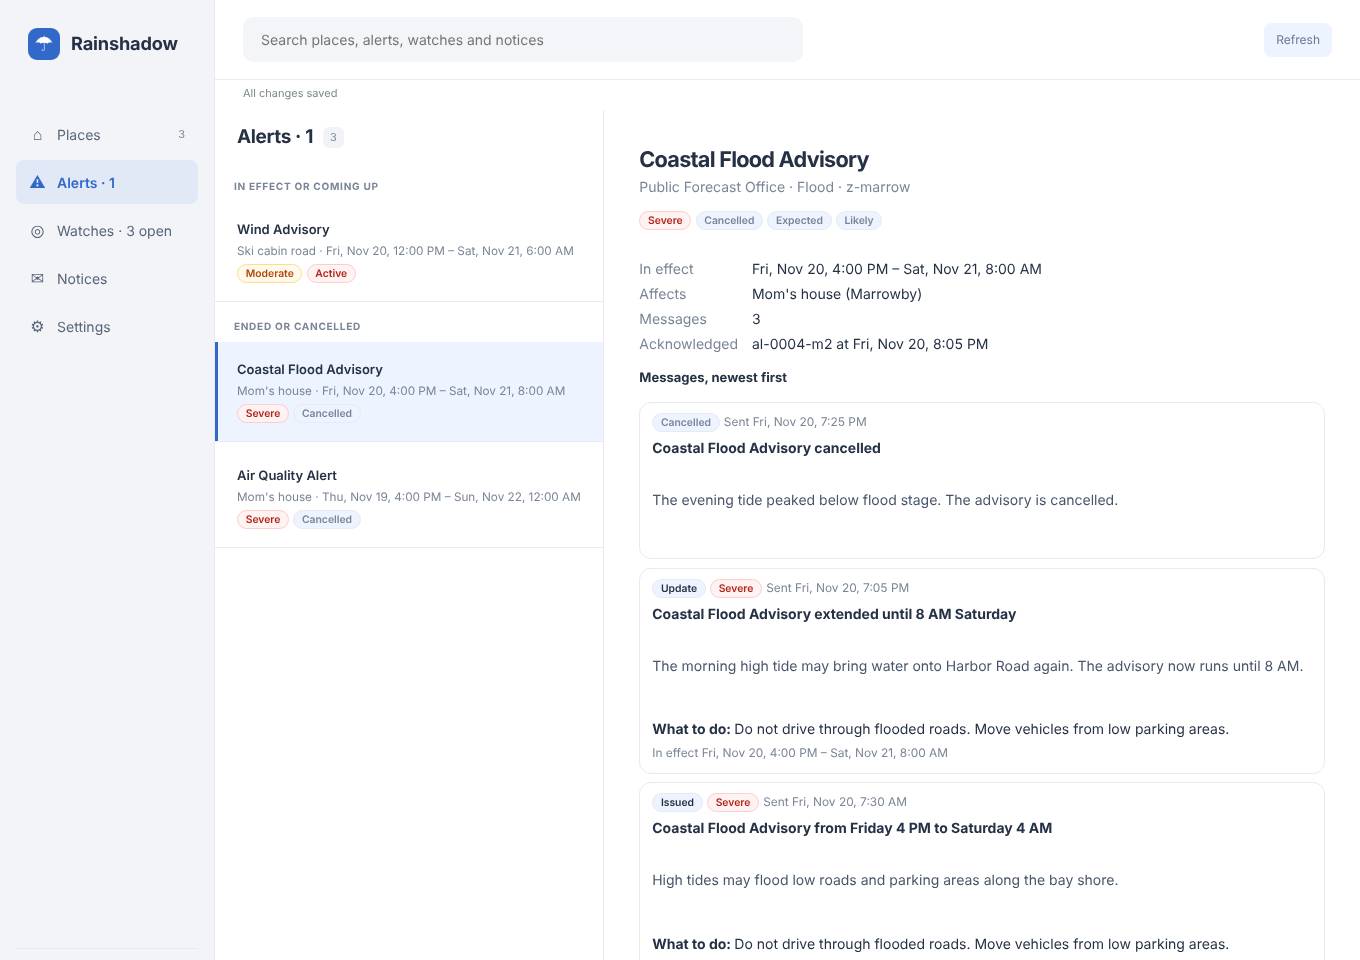 Rainshadow
Places 3
Alerts · 1
Watches · 3 open
Notices
Settings
Search places, alerts, watches and notices
Refresh
All changes saved
Alerts · 1 3
IN EFFECT OR COMING UP
Wind Advisory
Ski cabin road · Fri, Nov 20, 12:00 PM – Sat, Nov 21, 6:00 AM
Moderate Active
ENDED OR CANCELLED
Coastal Flood Advisory
Mom's house · Fri, Nov 20, 4:00 PM – Sat, Nov 21, 8:00 AM
Severe Cancelled
Air Quality Alert
Mom's house · Thu, Nov 19, 4:00 PM – Sun, Nov 22, 12:00 AM
Severe Cancelled
Coastal Flood Advisory
Public Forecast Office · Flood · z-marrow
Severe Cancelled Expected Likely
In effect Fri, Nov 20, 4:00 PM – Sat, Nov 21, 8:00 AM
Affects Mom's house (Marrowby)
Messages 3
Acknowledged al-0004-m2 at Fri, Nov 20, 8:05 PM
Messages, newest first
Cancelled Sent Fri, Nov 20, 7:25 PM
Coastal Flood Advisory cancelled
The evening tide peaked below flood stage. The advisory is cancelled.
Update Severe Sent Fri, Nov 20, 7:05 PM
Coastal Flood Advisory extended until 8 AM Saturday
The morning high tide may bring water onto Harbor Road again. The advisory now runs until 8 AM.
What to do: Do not drive through flooded roads. Move vehicles from low parking areas.
In effect Fri, Nov 20, 4:00 PM – Sat, Nov 21, 8:00 AM
Issued Severe Sent Fri, Nov 20, 7:30 AM
Coastal Flood Advisory from Friday 4 PM to Saturday 4 AM
High tides may flood low roads and parking areas along the bay shore.
What to do: Do not drive through flooded roads. Move vehicles from low parking areas.